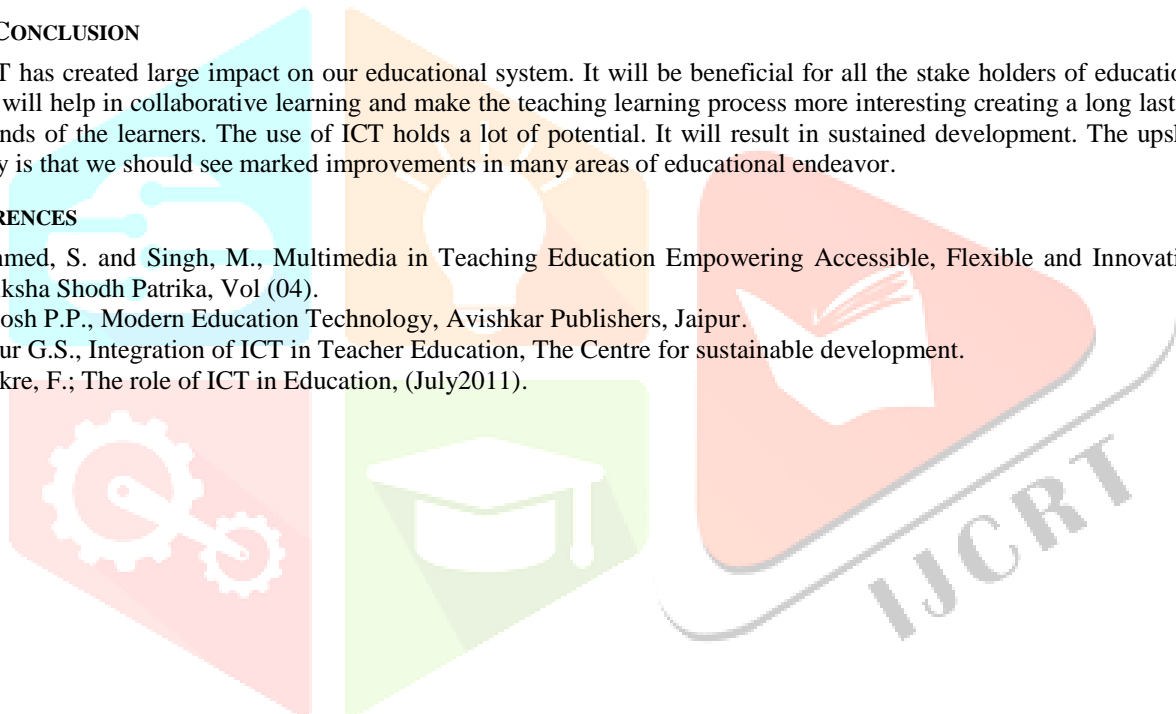 CONCLUSION
T has created large impact on our educational system. It will be beneficial for all the stake holders of educatio
will help in collaborative learning and make the teaching learning process more interesting creating a long last
nds of the learners. The use of ICT holds a lot of potential. It will result in sustained development. The upsh
y is that we should see marked improvements in many areas of educational endeavor.
RENCES
med, S. and Singh, M., Multimedia in Teaching Education Empowering Accessible, Flexible and Innovati
ksha Shodh Patrika, Vol (04).
osh P.P., Modern Education Technology, Avishkar Publishers, Jaipur.
ur G.S., Integration of ICT in Teacher Education, The Centre for sustainable development.
kre, F.; The role of ICT in Education, (July2011).
IJCRT